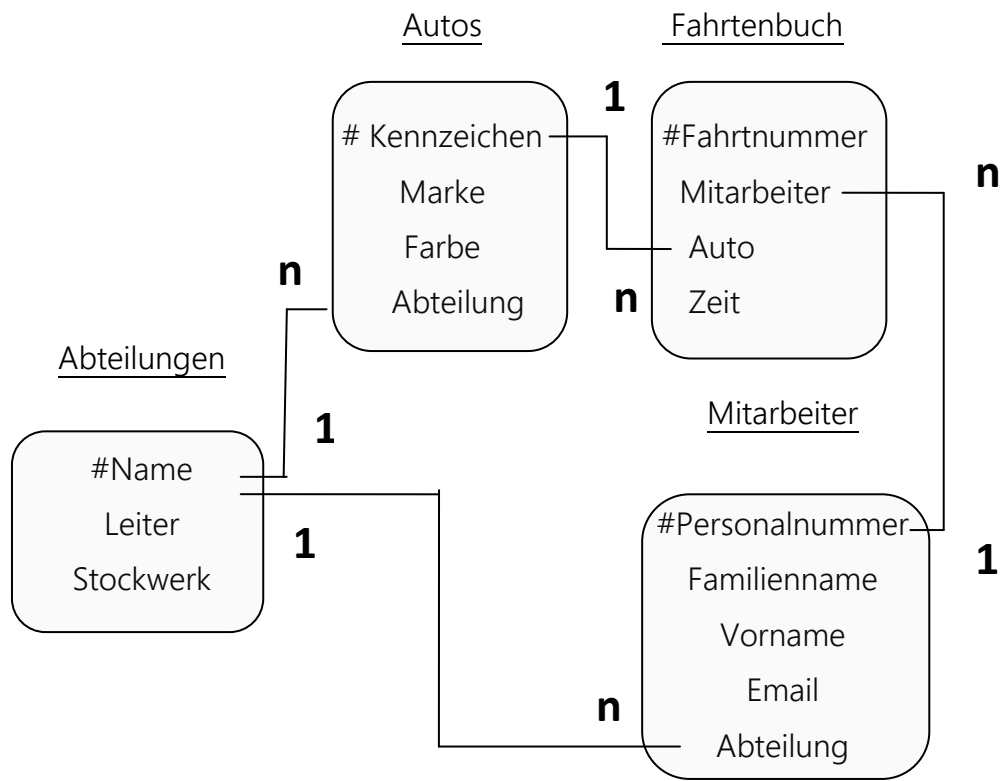 Autos
# Kennzeichen
Marke
Farbe
Abteilung
1
Fahrtenbuch
#Fahrtnummer
Mitarbeiter
Auto
Zeit
n
n
n
Abteilungen
#Name
Leiter
Stockwerk
1
1
Mitarbeiter
#Personalnummer
Familienname
Vorname
Email
Abteilung
1
n